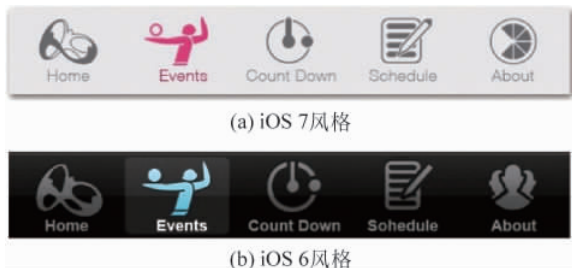 Home Events Count Down Schedule About
(a) iOS 7风格
Home Events Count Down Sohedule About
(b) iOS 6风格